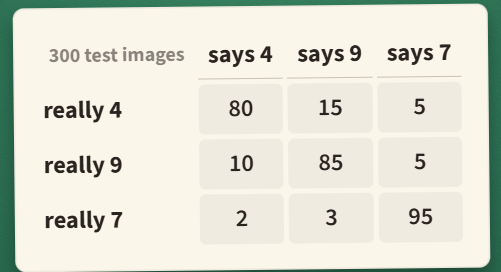 300 test images says 4 says 9 says 7
really 4 80 15 5
really 9 10 85 5
really 7 2 3 95